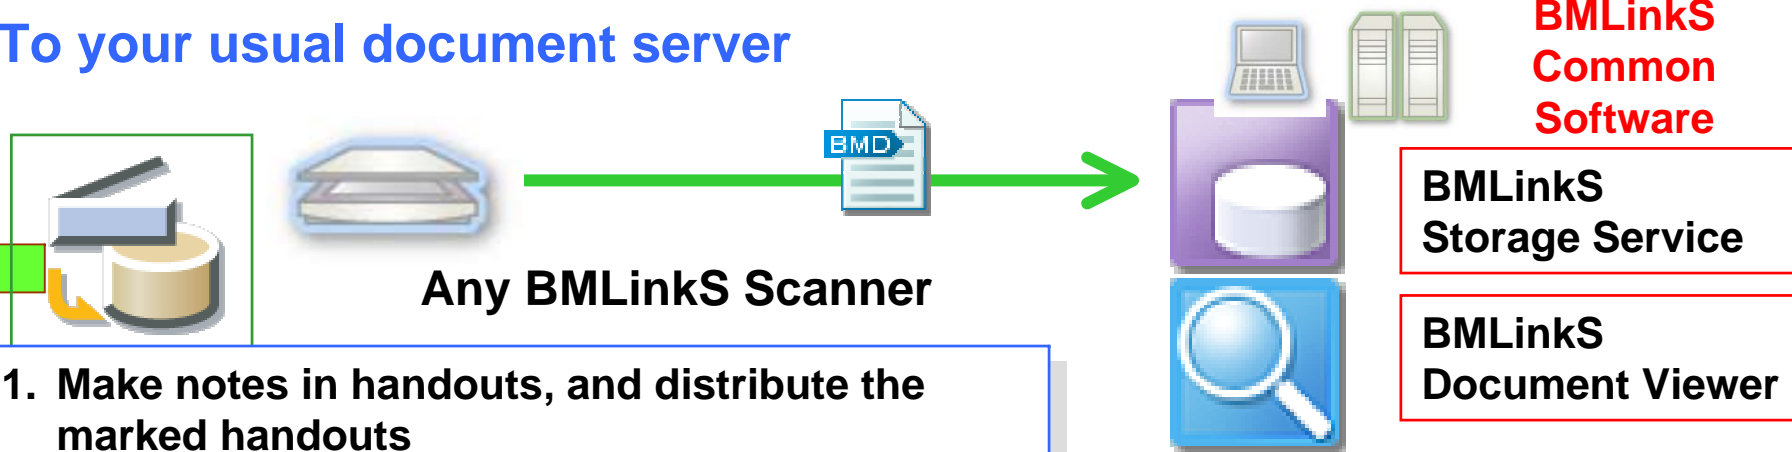 To your usual document server
BMLinkS
Common
Software
BMD
BMLinkS
Storage Service
Any BMLinkS Scanner
BMLinkS
Document Viewer
1. Make notes in handouts, and distribute the
marked handouts